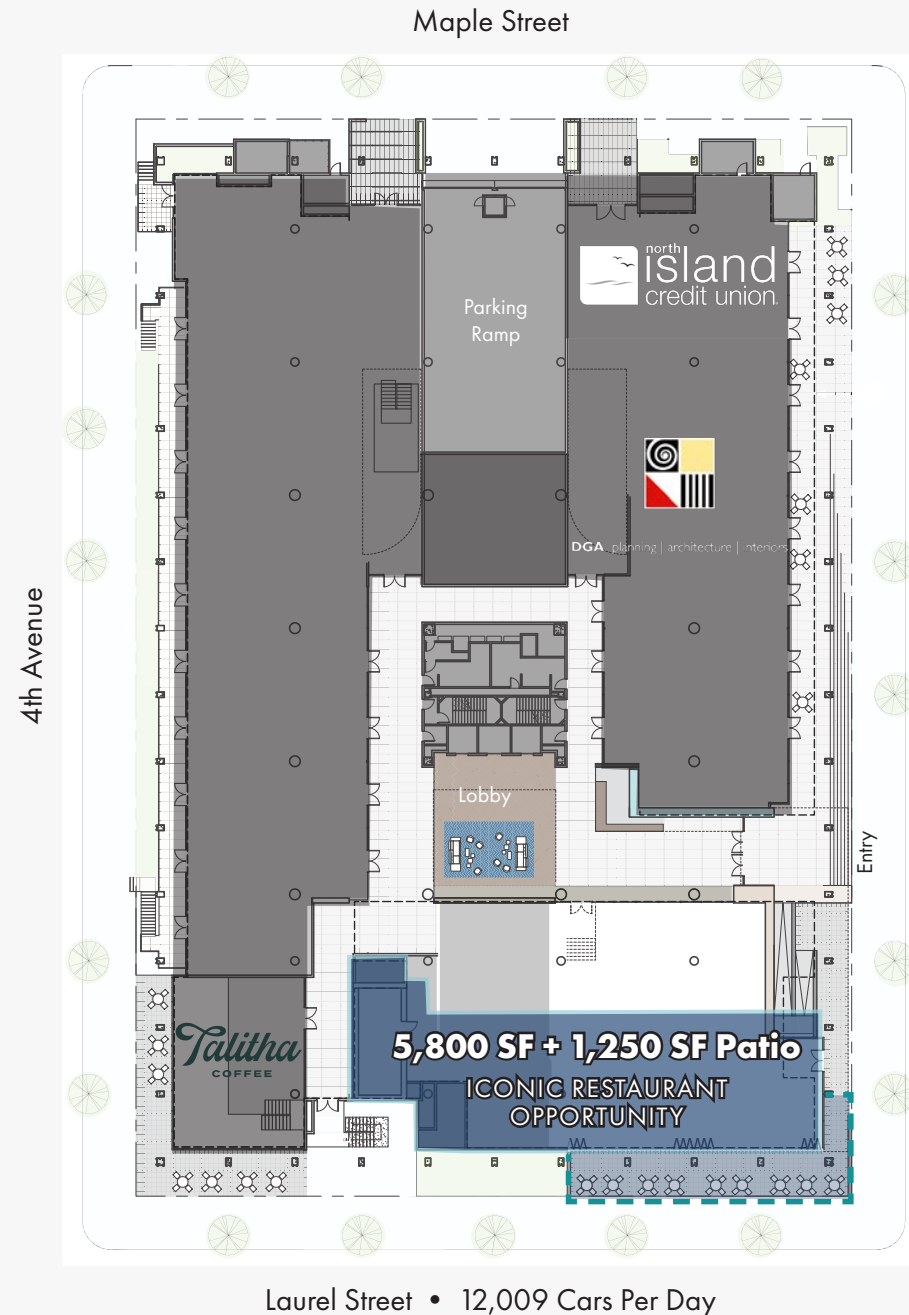 Maple Street
north
island
credit union
Parking
Ramp
DGA planning | architecture | interiors
4th Avenue
Lobby
Entry
Talitha
COFFEE
5,800 SF + 1,250 SF Patio
ICONIC RESTAURANT
OPPORTUNITY
Laurel Street • 12,009 Cars Per Day